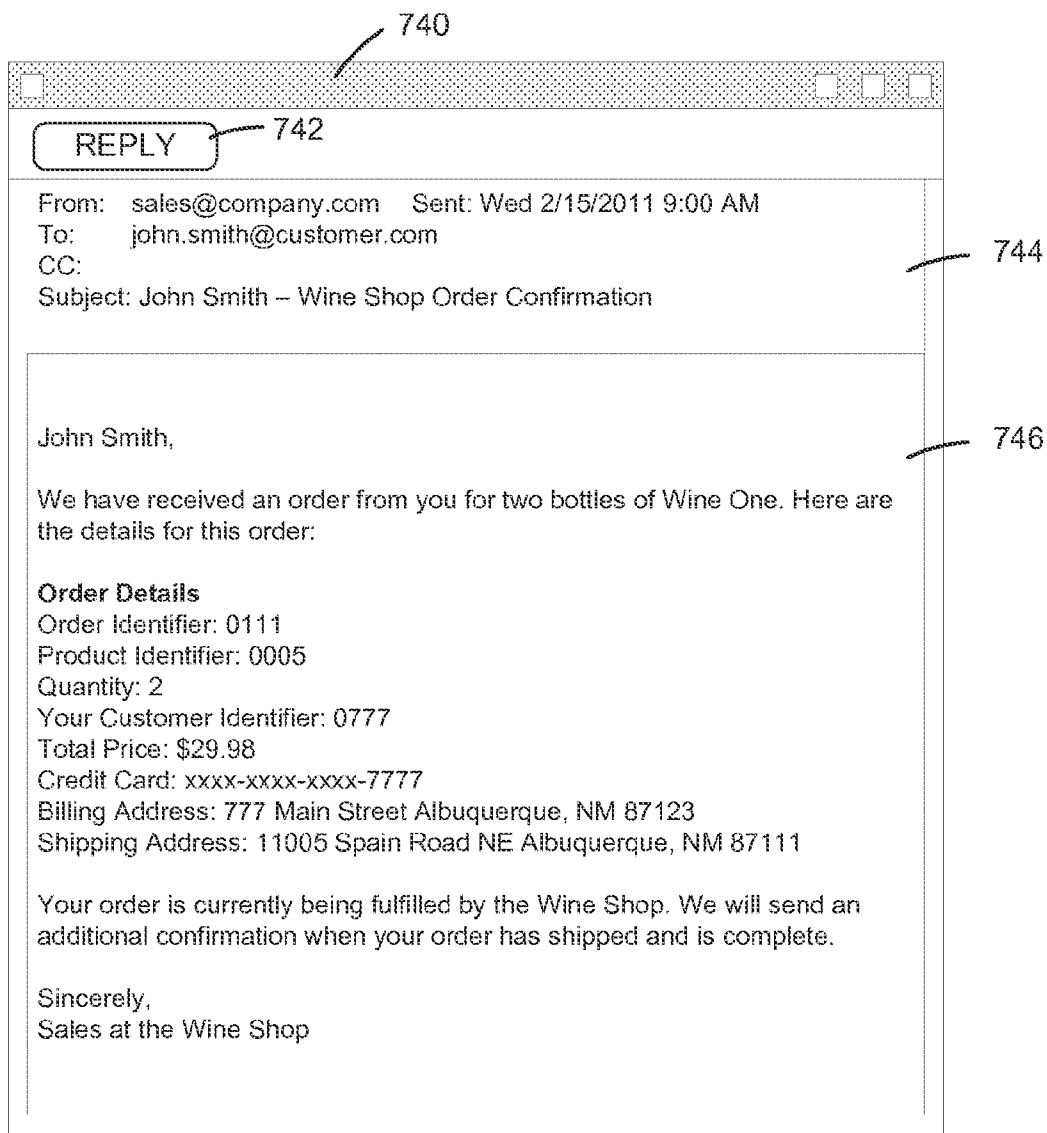 740
REPLY 742
From: sales@company.com Sent: Wed 2/15/2011 9:00 AM
To: john.smith@customer.com
CC:
744
Subject: John Smith – Wine Shop Order Confirmation
John Smith,
746
We have received an order from you for two bottles of Wine One. Here are
the details for this order:
Order Details
Order Identifier: 0111
Product Identifier: 0005
Quantity: 2
Your Customer Identifier: 0777
Total Price: $29.98
Credit Card: xxxx-xxxx-xxxx-7777
Billing Address: 777 Main Street Albuquerque, NM 87123
Shipping Address: 11005 Spain Road NE Albuquerque, NM 87111
Your order is currently being fulfilled by the Wine Shop. We will send an
additional confirmation when your order has shipped and is complete.
Sincerely,
Sales at the Wine Shop